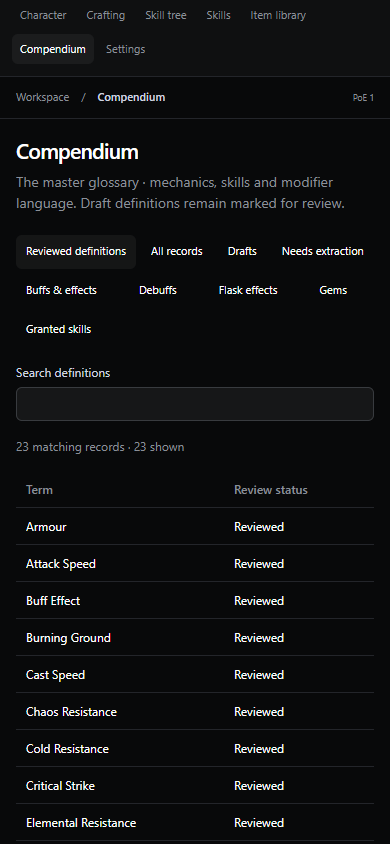 Character Crafting Skill tree Skills Item library
Compendium Settings
Workspace / Compendium PoE 1
Compendium
The master glossary · mechanics, skills and modifier
language. Draft definitions remain marked for review.
Reviewed definitions All records Drafts Needs extraction
Buffs & effects Debuffs Flask effects Gems
Granted skills
Search definitions
23 matching records · 23 shown
Term Review status
Armour Reviewed
Attack Speed Reviewed
Buff Effect Reviewed
Burning Ground Reviewed
Cast Speed Reviewed
Chaos Resistance Reviewed
Cold Resistance Reviewed
Critical Strike Reviewed
Elemental Resistance Reviewed